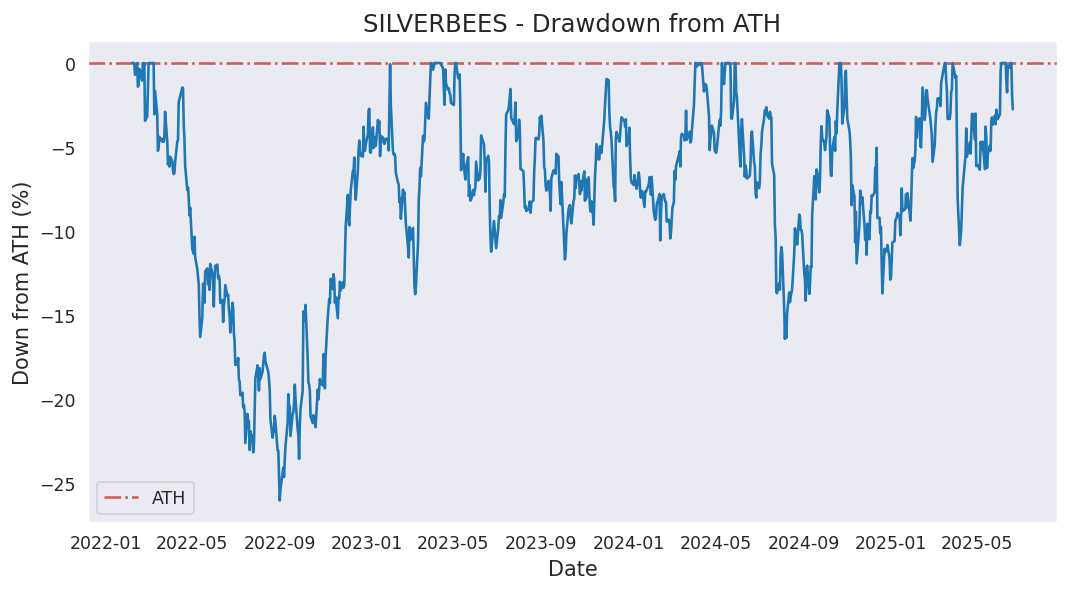 SILVERBEES - Drawdown from ATH
Down from ATH (%)
0
−5
−10
−15
−20
−25
ATH
2022-01 2022-05 2022-09 2023-01 2023-05 2023-09 2024-01 2024-05 2024-09 2025-01 2025-05
Date